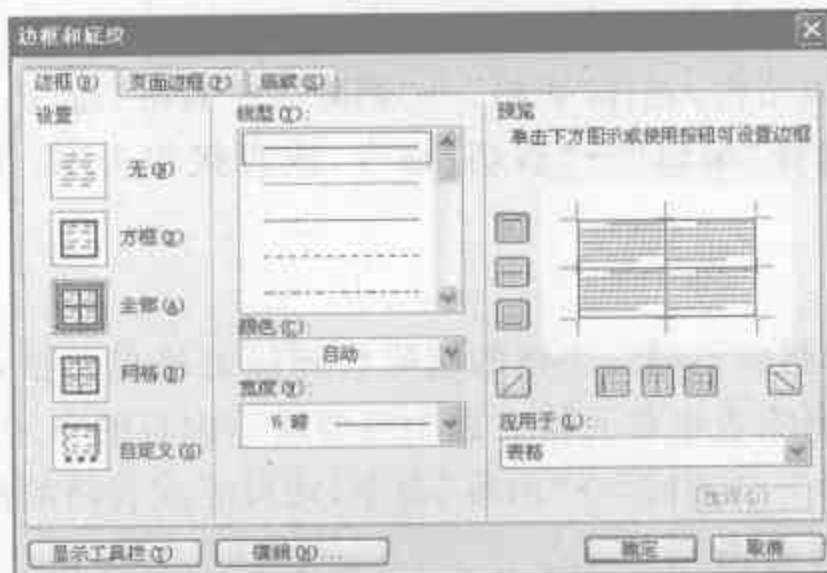 边框和底纹
边框(B) 页面边框(P) 底纹(S)
设置
无(N)
方框(X)
全部(A)
网格(D)
自定义(U)
线型(Y):
颜色(C):
自动
宽度(W):
½ 磅
预览
单击下方图示或使用按钮可设置边框
应用于(L):
表格
选项(O)...
显示工具栏(T) 横线(H)... 确定 取消